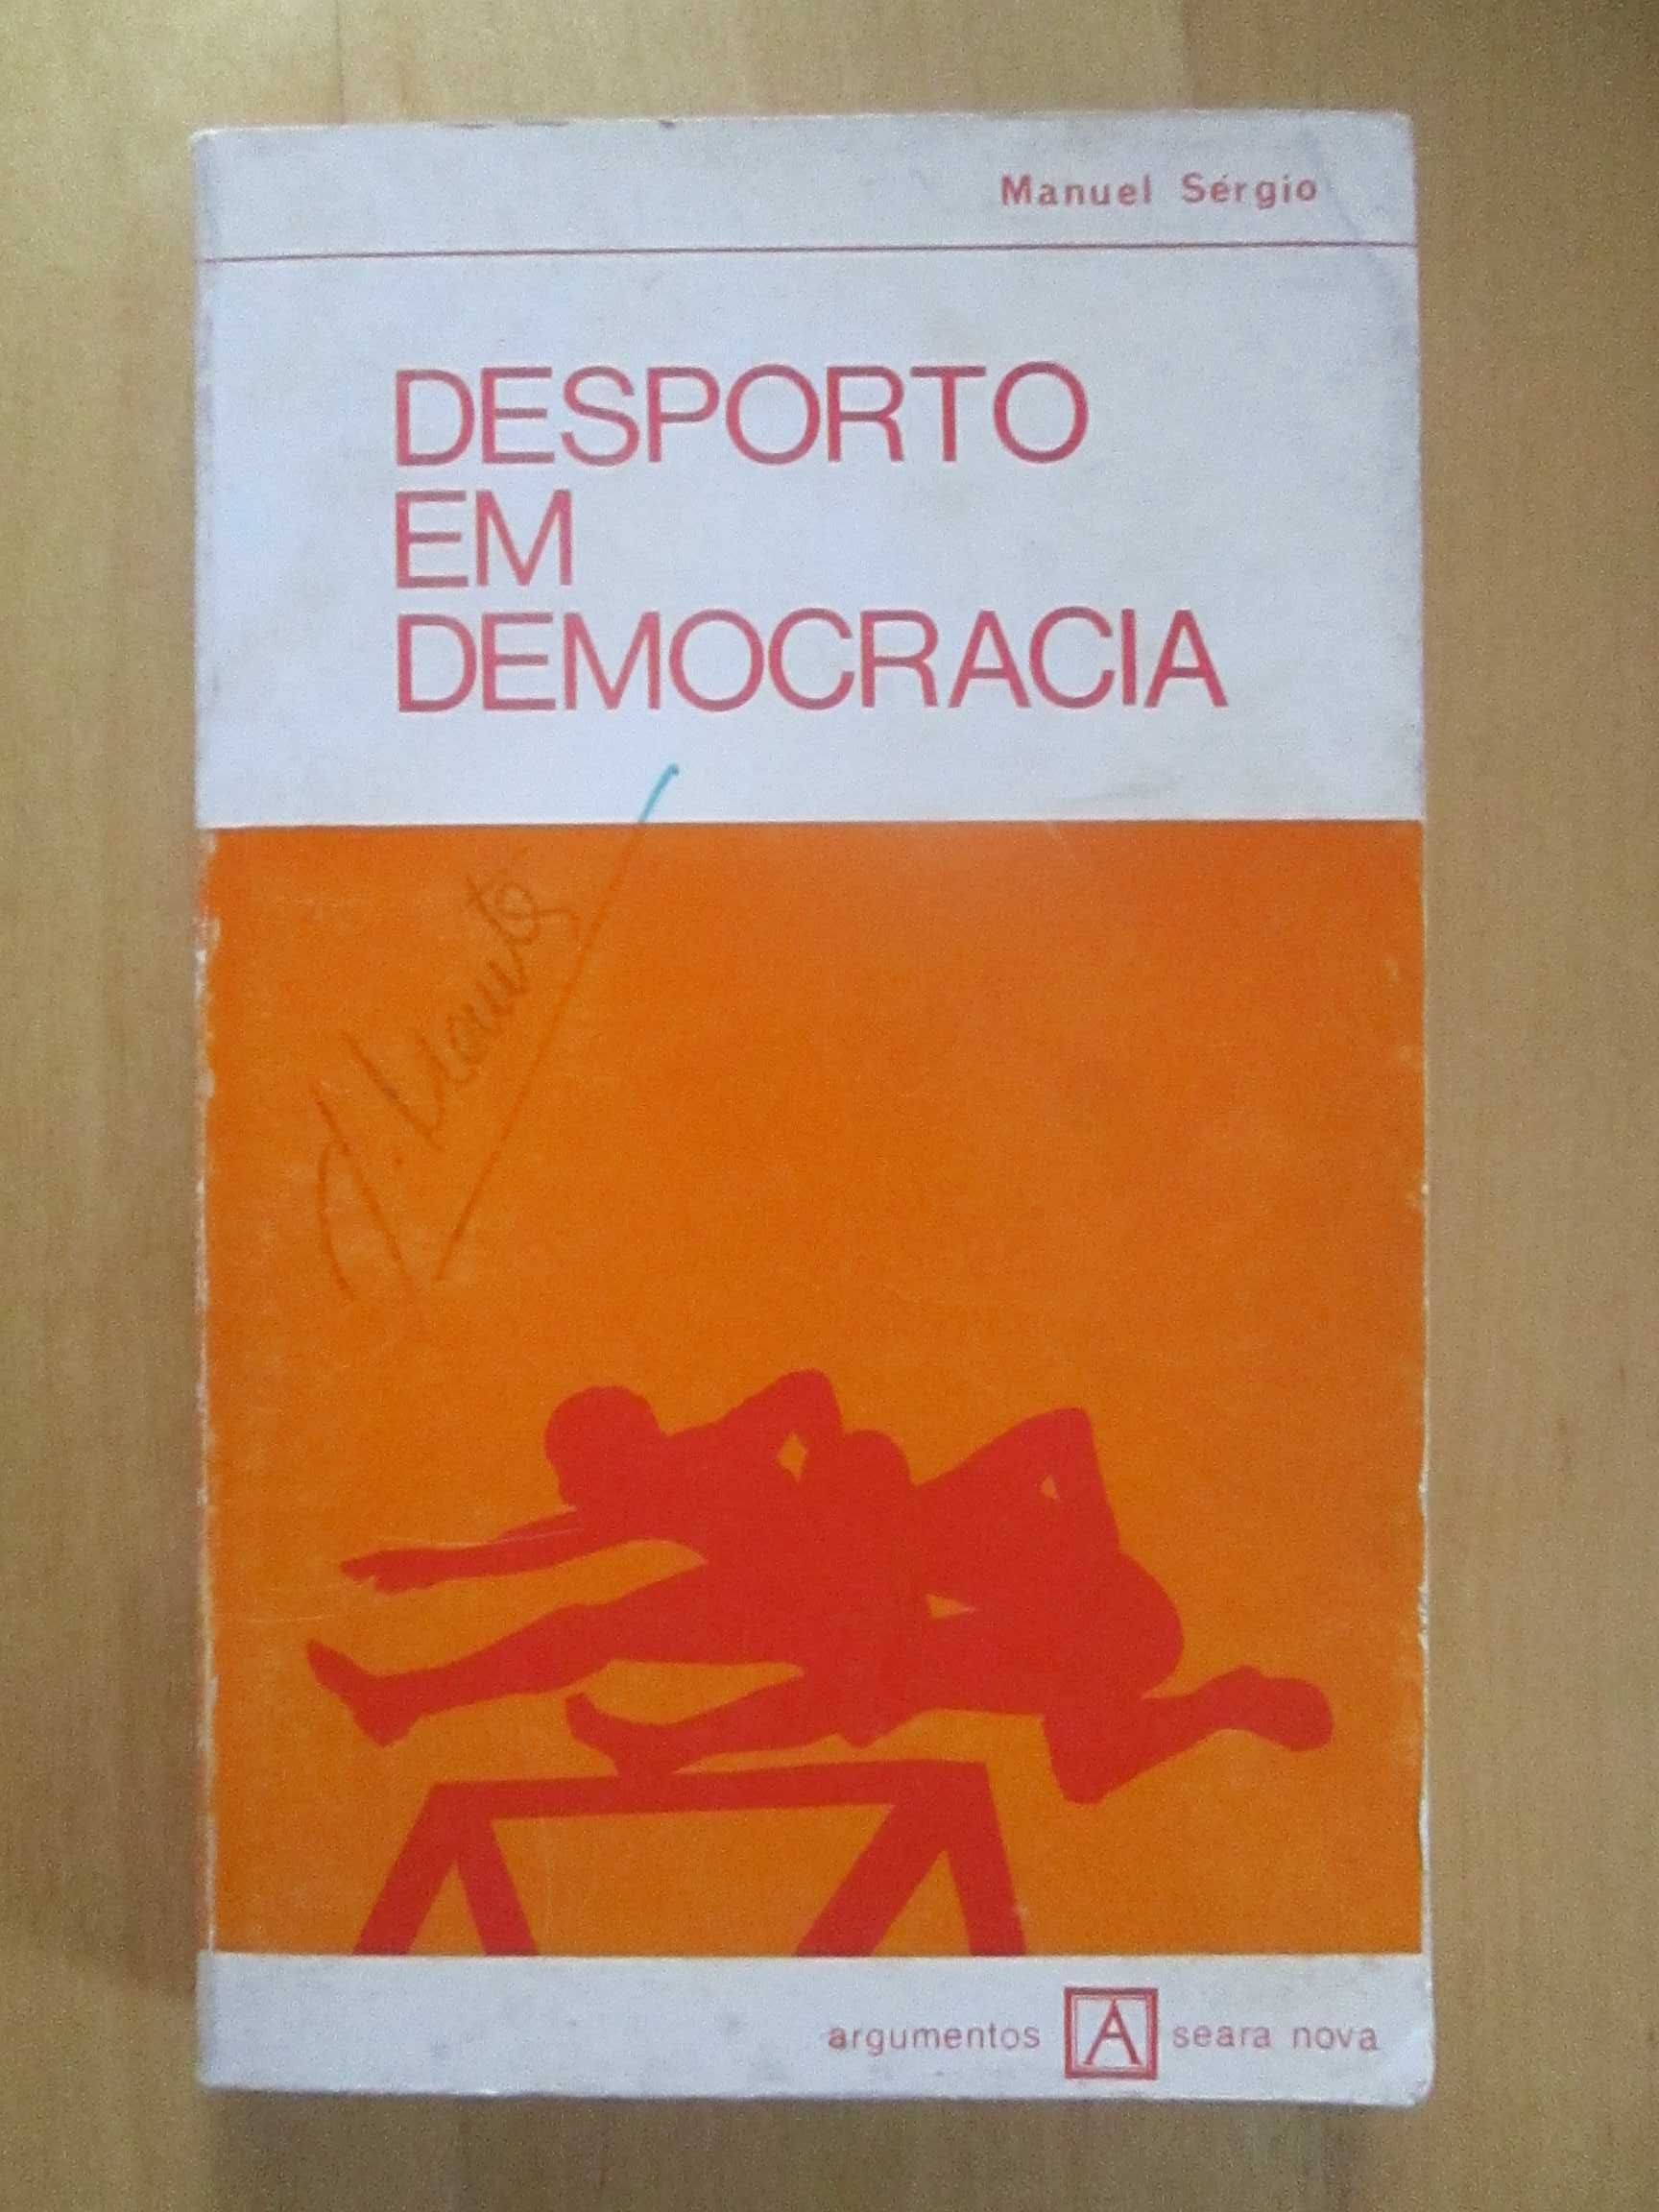 Manuel Sérgio
DESPORTO
EM
DEMOCRACIA
argumentos A seara nova